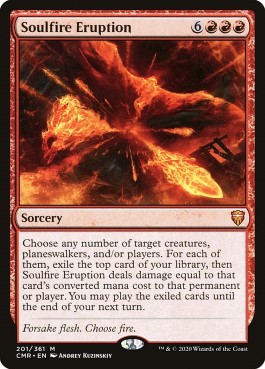 Soulfire Eruption 6
Sorcery
Choose any number of target creatures,
planeswalkers, and/or players. For each of
them, exile the top card of your library, then
Soulfire Eruption deals damage equal to that
card's converted mana cost to that permanent
or player. You may play the exiled cards until
the end of your next turn.
Forsake flesh. Choose fire.
201/361 M
CMR • EN Andrey Kuzinskiy
™ & © 2020 Wizards of the Coast